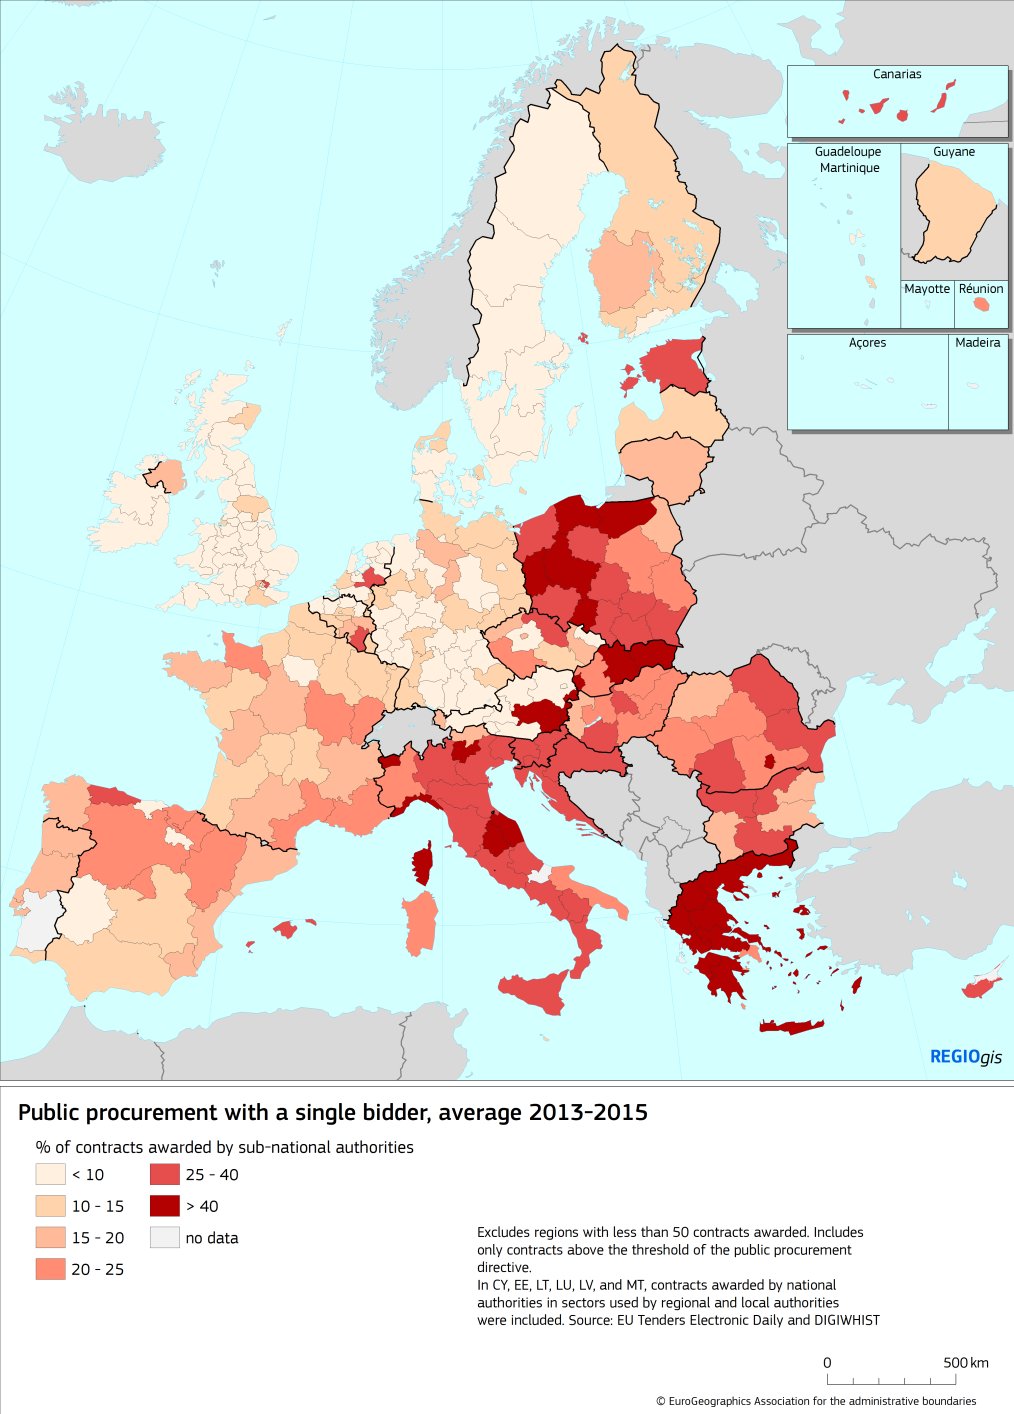 Canarias
Guadeloupe
Martinique
Guyane
Mayotte
Réunion
Açores
Madeira
REGIOgis
Public procurement with a single bidder, average 2013-2015
% of contracts awarded by sub-national authorities
< 10
10 - 15
15 - 20
20 - 25
25 - 40
> 40
no data
Excludes regions with less than 50 contracts awarded. Includes
only contracts above the threshold of the public procurement
directive.
In CY, EE, LT, LU, LV, and MT, contracts awarded by national
authorities in sectors used by regional and local authorities
were included. Source: EU Tenders Electronic Daily and DIGIWHIST
0 500 km
© EuroGeographics Association for the administrative boundaries